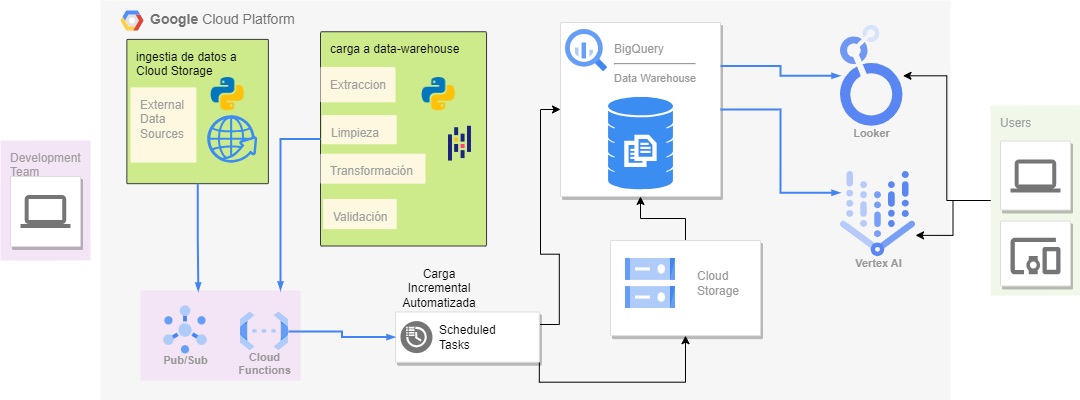 Google Cloud Platform
ingestia de datos a
Cloud Storage
External
Data
Sources
carga a data-warehouse
Extraccion
Limpieza
Transformación
Validación
Development
Team
Pub/Sub
Cloud
Functions
Carga
Incremental
Automatizada
Scheduled
Tasks
BigQuery
Data Warehouse
Cloud
Storage
Looker
Vertex AI
Users